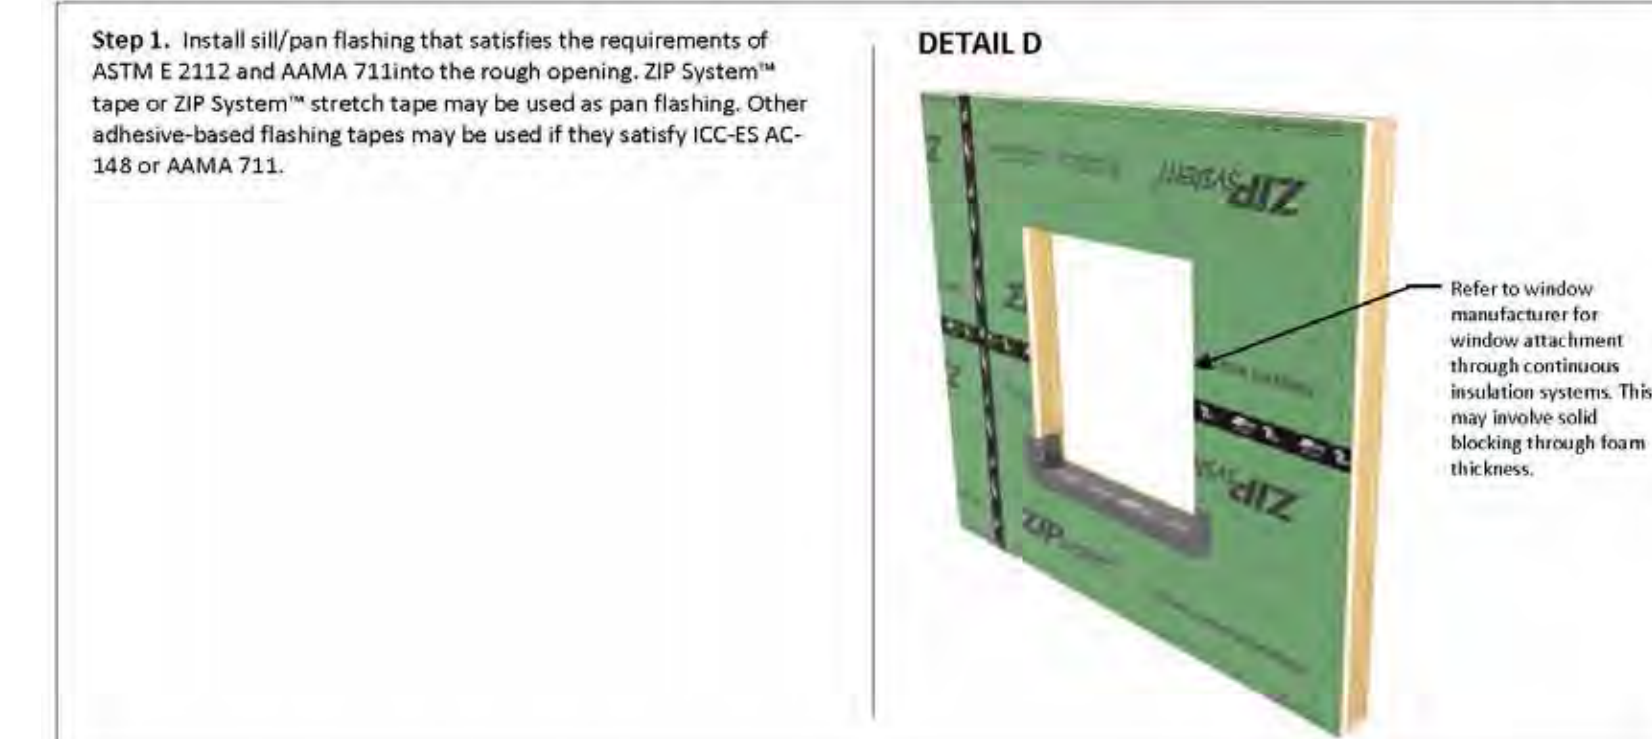 Step 1. Install sill/pan flashing that satisfies the requirements of
ASTM E 2112 and AAMA 711into the rough opening. ZIP System™
tape or ZIP System™ stretch tape may be used as pan flashing. Other
adhesive-based flashing tapes may be used if they satisfy ICC-ES AC-
148 or AAMA 711.
DETAIL D
Z
ZIPSYSTEM
Refer to window
manufacturer for
window attachment
through continuous
insulation systems. This
may involve solid
blocking through foam
thickness.
Z
Z
ZIPSYS
ZIPSYSTEM